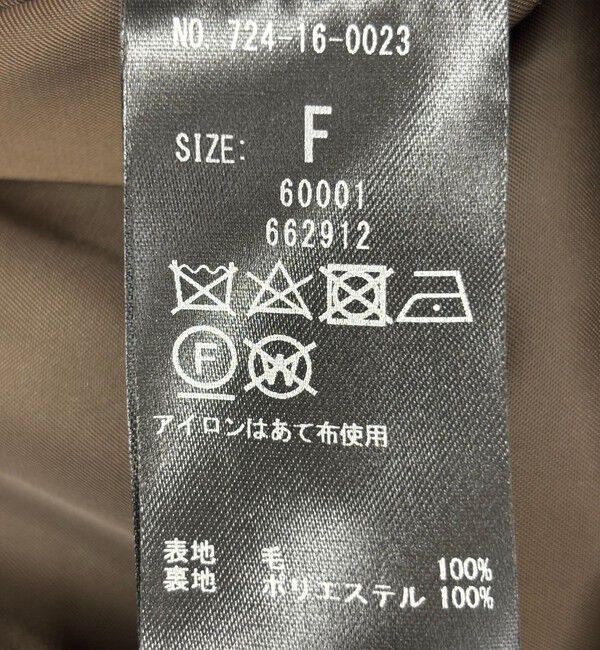 NO. 724-16-0023
SIZE: F
60001
662912
F W
アイロンはあて布使用
表地 毛 100%
裏地 ポリエステル 100%